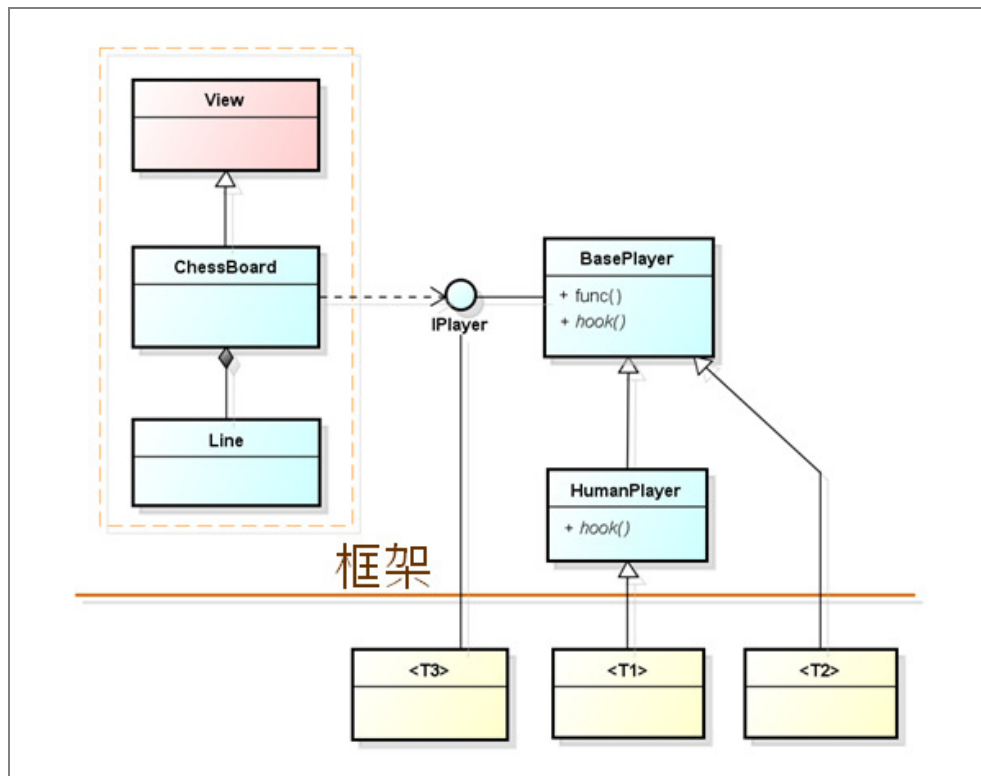 View
ChessBoard
Line
IPlayer
BasePlayer
+ func()
+ hook()
HumanPlayer
+ hook()
框架
<T3>
<T1>
<T2>